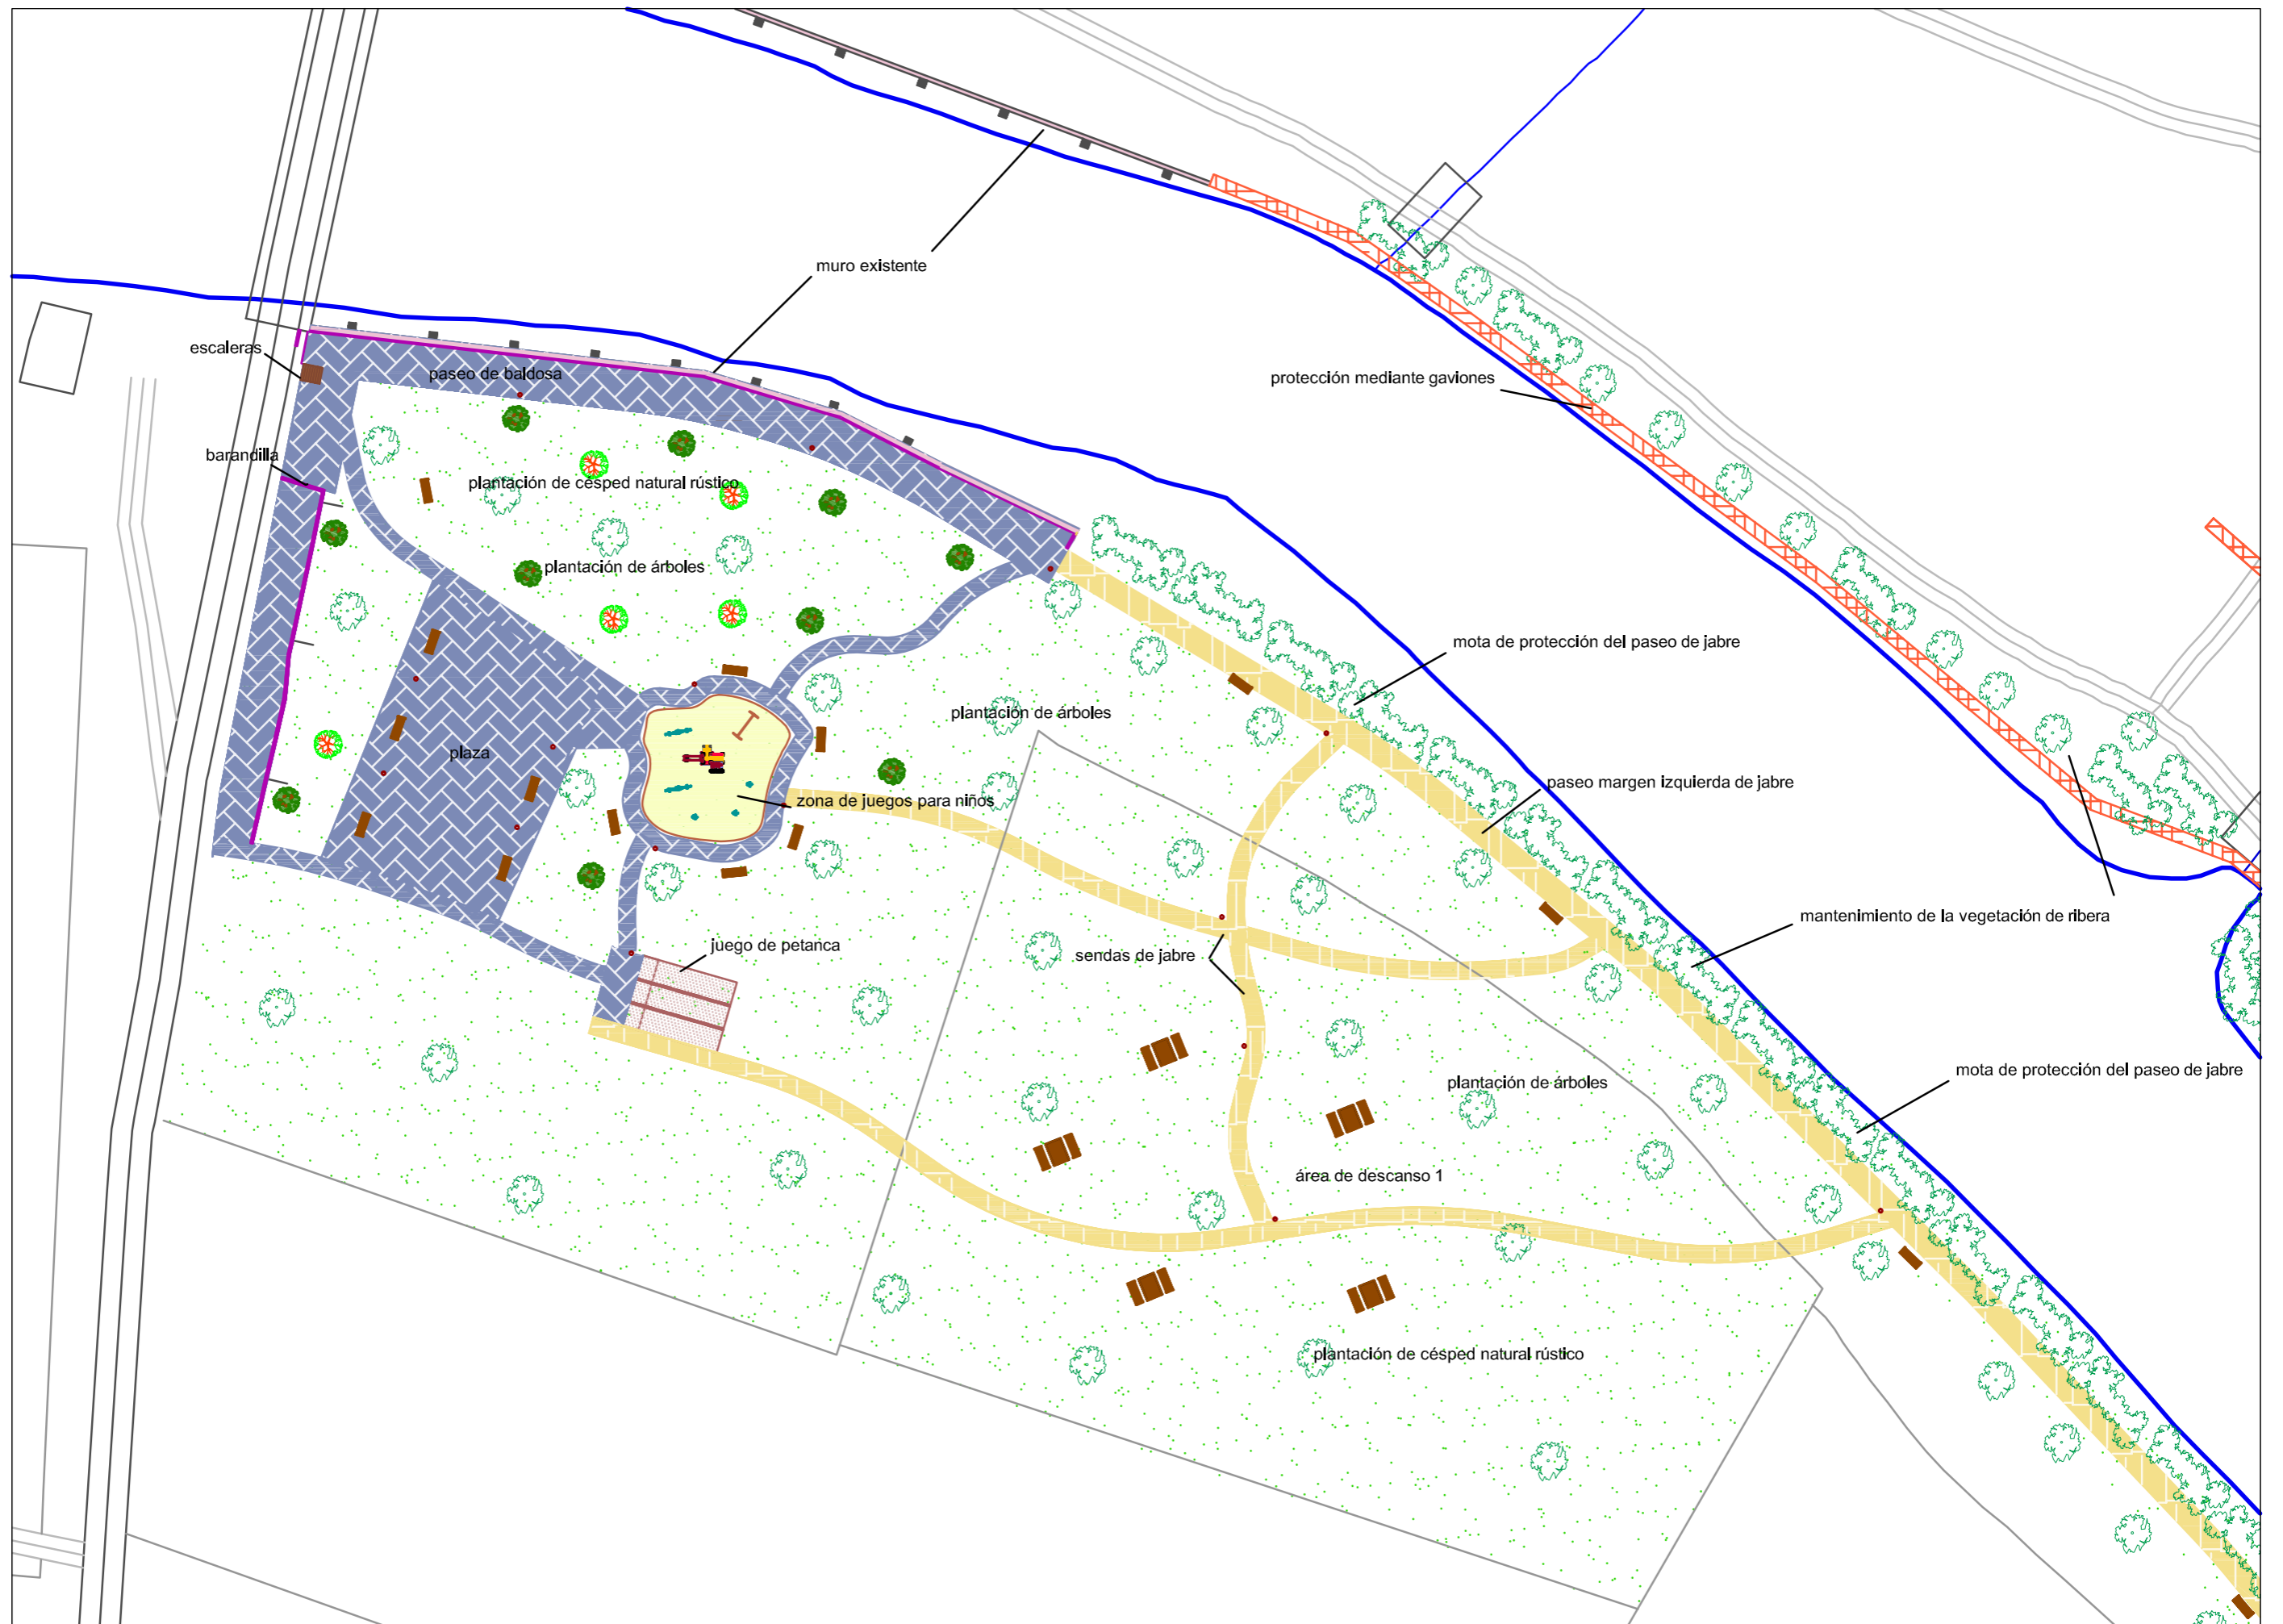 muro existente
escaleras
paseo de baldosa
protección mediante gaviones
barandilla
plantación de césped natural rústico
plantación de árboles
mota de protección del paseo de jabre
plantación de árboles
plaza
paseo margen izquierda de jabre
zona de juegos para niños
mantenimiento de la vegetación de ribera
juego de petanca
sendas de jabre
mota de protección del paseo de jabre
plantación de árboles
área de descanso 1
plantación de césped natural rústico